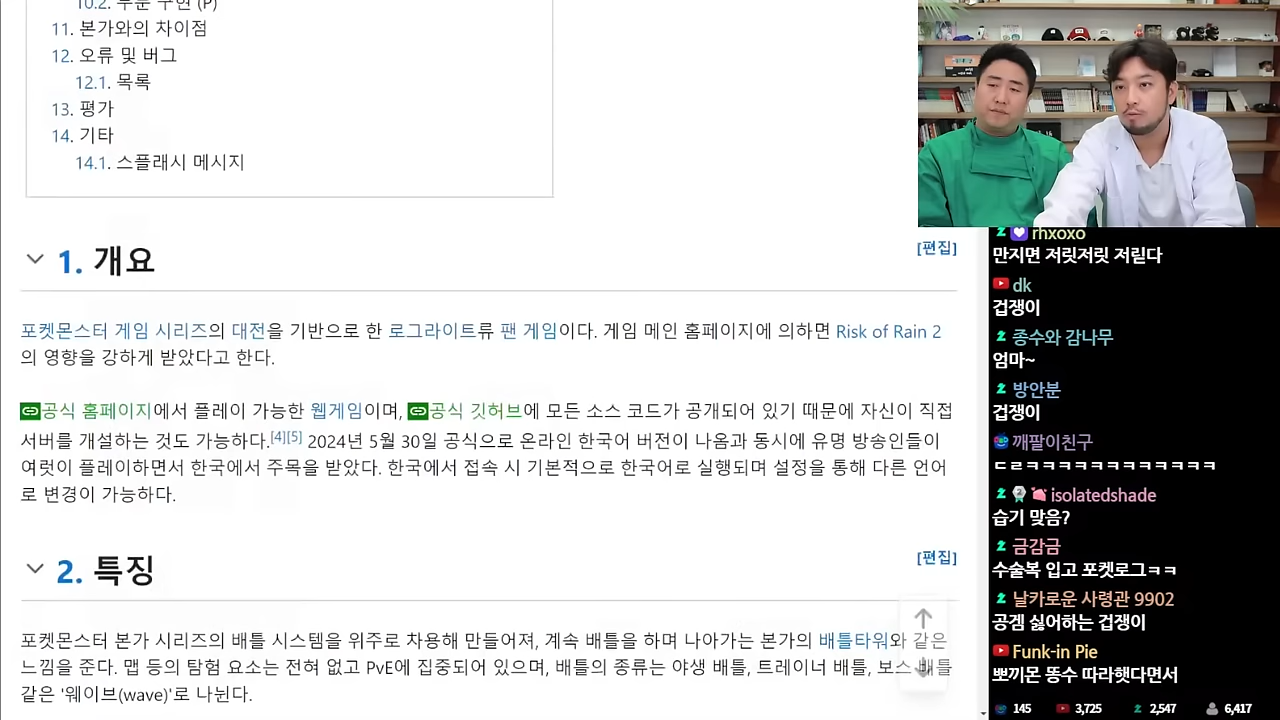 10.2. 부분 구현 (P)
11. 본가와의 차이점
12. 오류 및 버그
12.1. 목록
13. 평가
14. 기타
14.1. 스플래시 메시지
1. 개요
[편집]
포켓몬스터 게임 시리즈의 대전을 기반으로 한 로그라이트류 팬 게임이다. 게임 메인 홈페이지에 의하면 Risk of Rain 2
의 영향을 강하게 받았다고 한다.
공식 홈페이지에서 플레이 가능한 웹게임이며, 공식 깃허브에 모든 소스 코드가 공개되어 있기 때문에 자신이 직접
서버를 개설하는 것도 가능하다.[4][5] 2024년 5월 30일 공식으로 온라인 한국어 버전이 나옴과 동시에 유명 방송인들이
여럿이 플레이하면서 한국에서 주목을 받았다. 한국에서 접속 시 기본적으로 한국어로 실행되며 설정을 통해 다른 언어
로 변경이 가능하다.
2. 특징
[편집]
포켓몬스터 본가 시리즈의 배틀 시스템을 위주로 차용해 만들어져, 계속 배틀을 하며 나아가는 본가의 배틀타워와 같은
느낌을 준다. 맵 등의 탐험 요소는 전혀 없고 PvE에 집중되어 있으며, 배틀의 종류는 야생 배틀, 트레이너 배틀, 보스 배틀
같은 '웨이브(wave)'로 나뉜다.
rhxoxo
만지면 저릿저릿 저릳다
dk
겁쟁이
종수와 감나무
엄마~
방안분
겁쟁이
깨팔이친구
ㄷㄹㅋㅋㅋㅋㅋㅋㅋㅋㅋㅋㅋㅋ
isolatedshade
습기 맞음?
금감금
수술복 입고 포켓로그ㅋㅋ
날카로운 사령관 9902
공겜 싫어하는 겁쟁이
Funk-in Pie
뽀끼몬 똥수 따라햇다면서
145 3,725 2,547 6,417